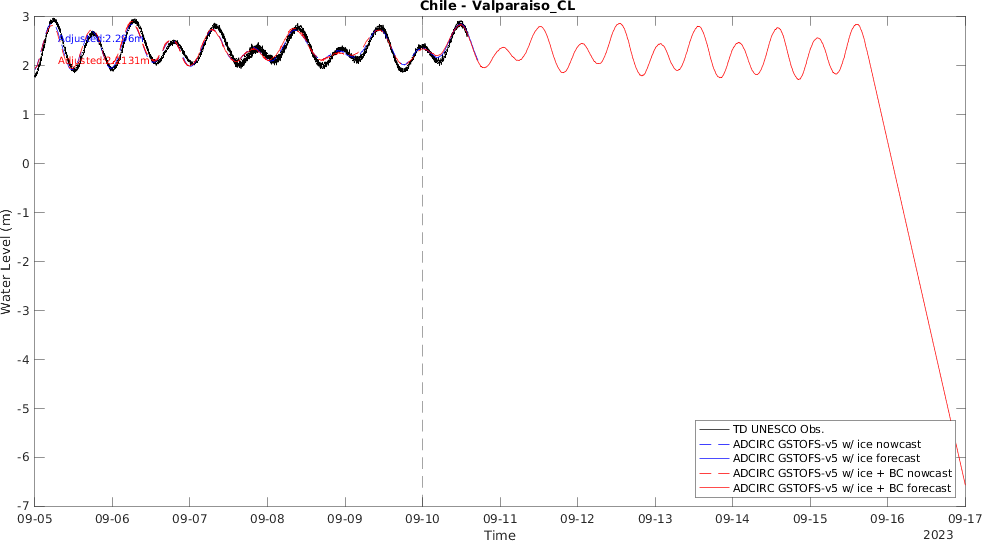 Chile - Valparaiso_CL
3
2
1
0
-1
-2
-3
-4
-5
-6
-7
Water Level (m)
TD UNESCO Obs.
ADCIRC GSTOFS-v5 w/ ice nowcast
ADCIRC GSTOFS-v5 w/ ice forecast
ADCIRC GSTOFS-v5 w/ ice + BC nowcast
ADCIRC GSTOFS-v5 w/ ice + BC forecast
09-05 09-06 09-07 09-08 09-09 09-10 09-11 09-12 09-13 09-14 09-15 09-16 09-17
Time
2023